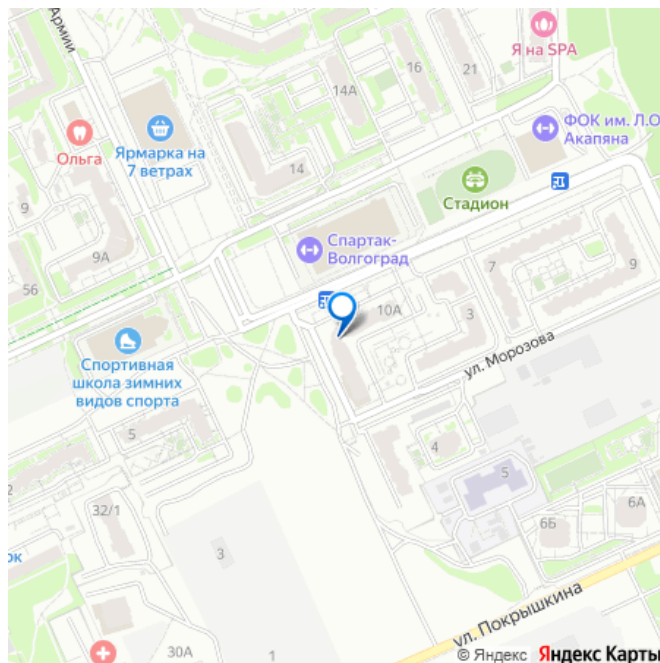 Армии
Я на SPA
21
16
14А
ФОК им. Л.О
Акапяна
Ольга
Ярмарка на
7 ветрах
14
Стадион
9
9А
Спартак-
Волгоград
56
7
9
10А
3
Спортивная
школа зимних
видов спорта
ул. Морозова
5
4
5
2
32/1
6Б
6А
ок
3
ул. Покрышкина
30А
1
© Яндекс Яндекс Карты